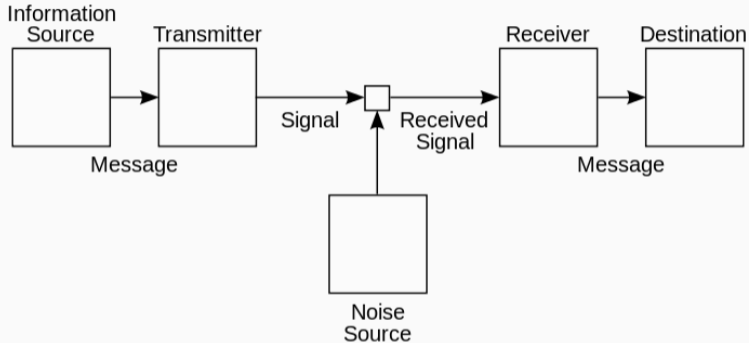 Information
Source
Transmitter
Receiver
Destination
Signal
Received
Signal
Message
Message
Noise
Source